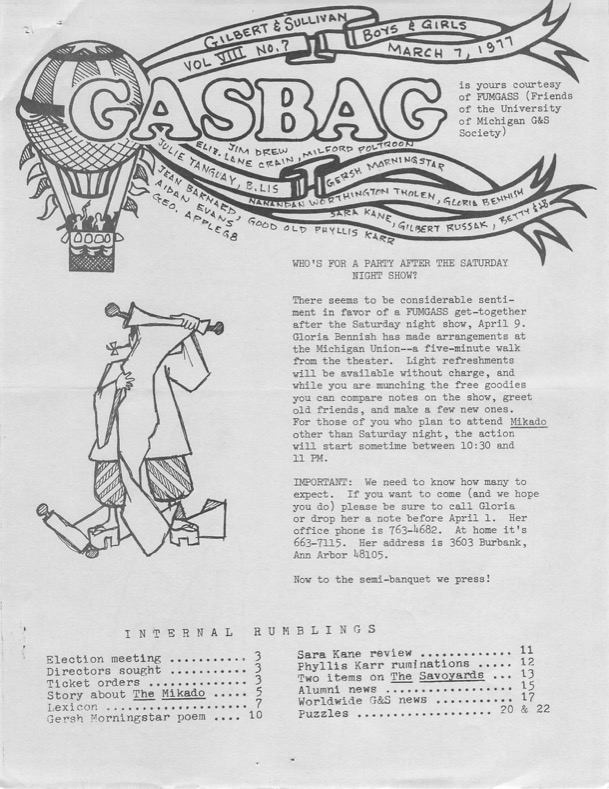 GILBERT & SULLIVAN BOYS & GIRLS
VOL VIII NO. 7 MARCH 7, 1977
GASBAG
is yours courtesy
of FUMGASS (Friends
of the University
of Michigan G&S
Society)
JIM DREW
ELIZ. LANE CRAIN, MILFORD POLTROON
JULIE TANGUAY, B. LIS GERSH MORNINGSTAR
NANANDAN WORTHINGTON THOLEN, GLORIA BENNISH
JEAN BARNARD, SARA KANE, GILBERT RUSSAK, BETTY
AIDAN EVANS GOOD OLD PHYLLIS KARR
GEO. APPLEGB
WHO'S FOR A PARTY AFTER THE SATURDAY
NIGHT SHOW?
There seems to be considerable senti-
ment in favor of a FUMGASS get-together
after the Saturday night show, April 9.
Gloria Bennish has made arrangements at
the Michigan Union--a five-minute walk
from the theater. Light refreshments
will be available without charge, and
while you are munching the free goodies
you can compare notes on the show, greet
old friends, and make a few new ones.
For those of you who plan to attend Mikado
other than Saturday night, the action
will start sometime between 10:30 and
11 PM.
IMPORTANT: We need to know how many to
expect. If you want to come (and we hope
you do) please be sure to call Gloria
or drop her a note before April 1. Her
office phone is 763-4682. At home it's
663-7115. Her address is 3603 Burbank,
Ann Arbor 48105.
Now to the semi-banquet we press!
INTERNAL RUMBLINGS
Election meeting ........... 3
Directors sought ........... 3
Ticket orders .............. 3
Story about The Mikado ..... 5
Lexicon .................... 7
Gersh Morningstar poem .... 10
Sara Kane review ............ 11
Phyllis Karr ruminations ..... 12
Two items on The Savoyards ... 13
Alumni news .................. 15
Worldwide G&S news ........... 17
Puzzles .................. 20 & 22